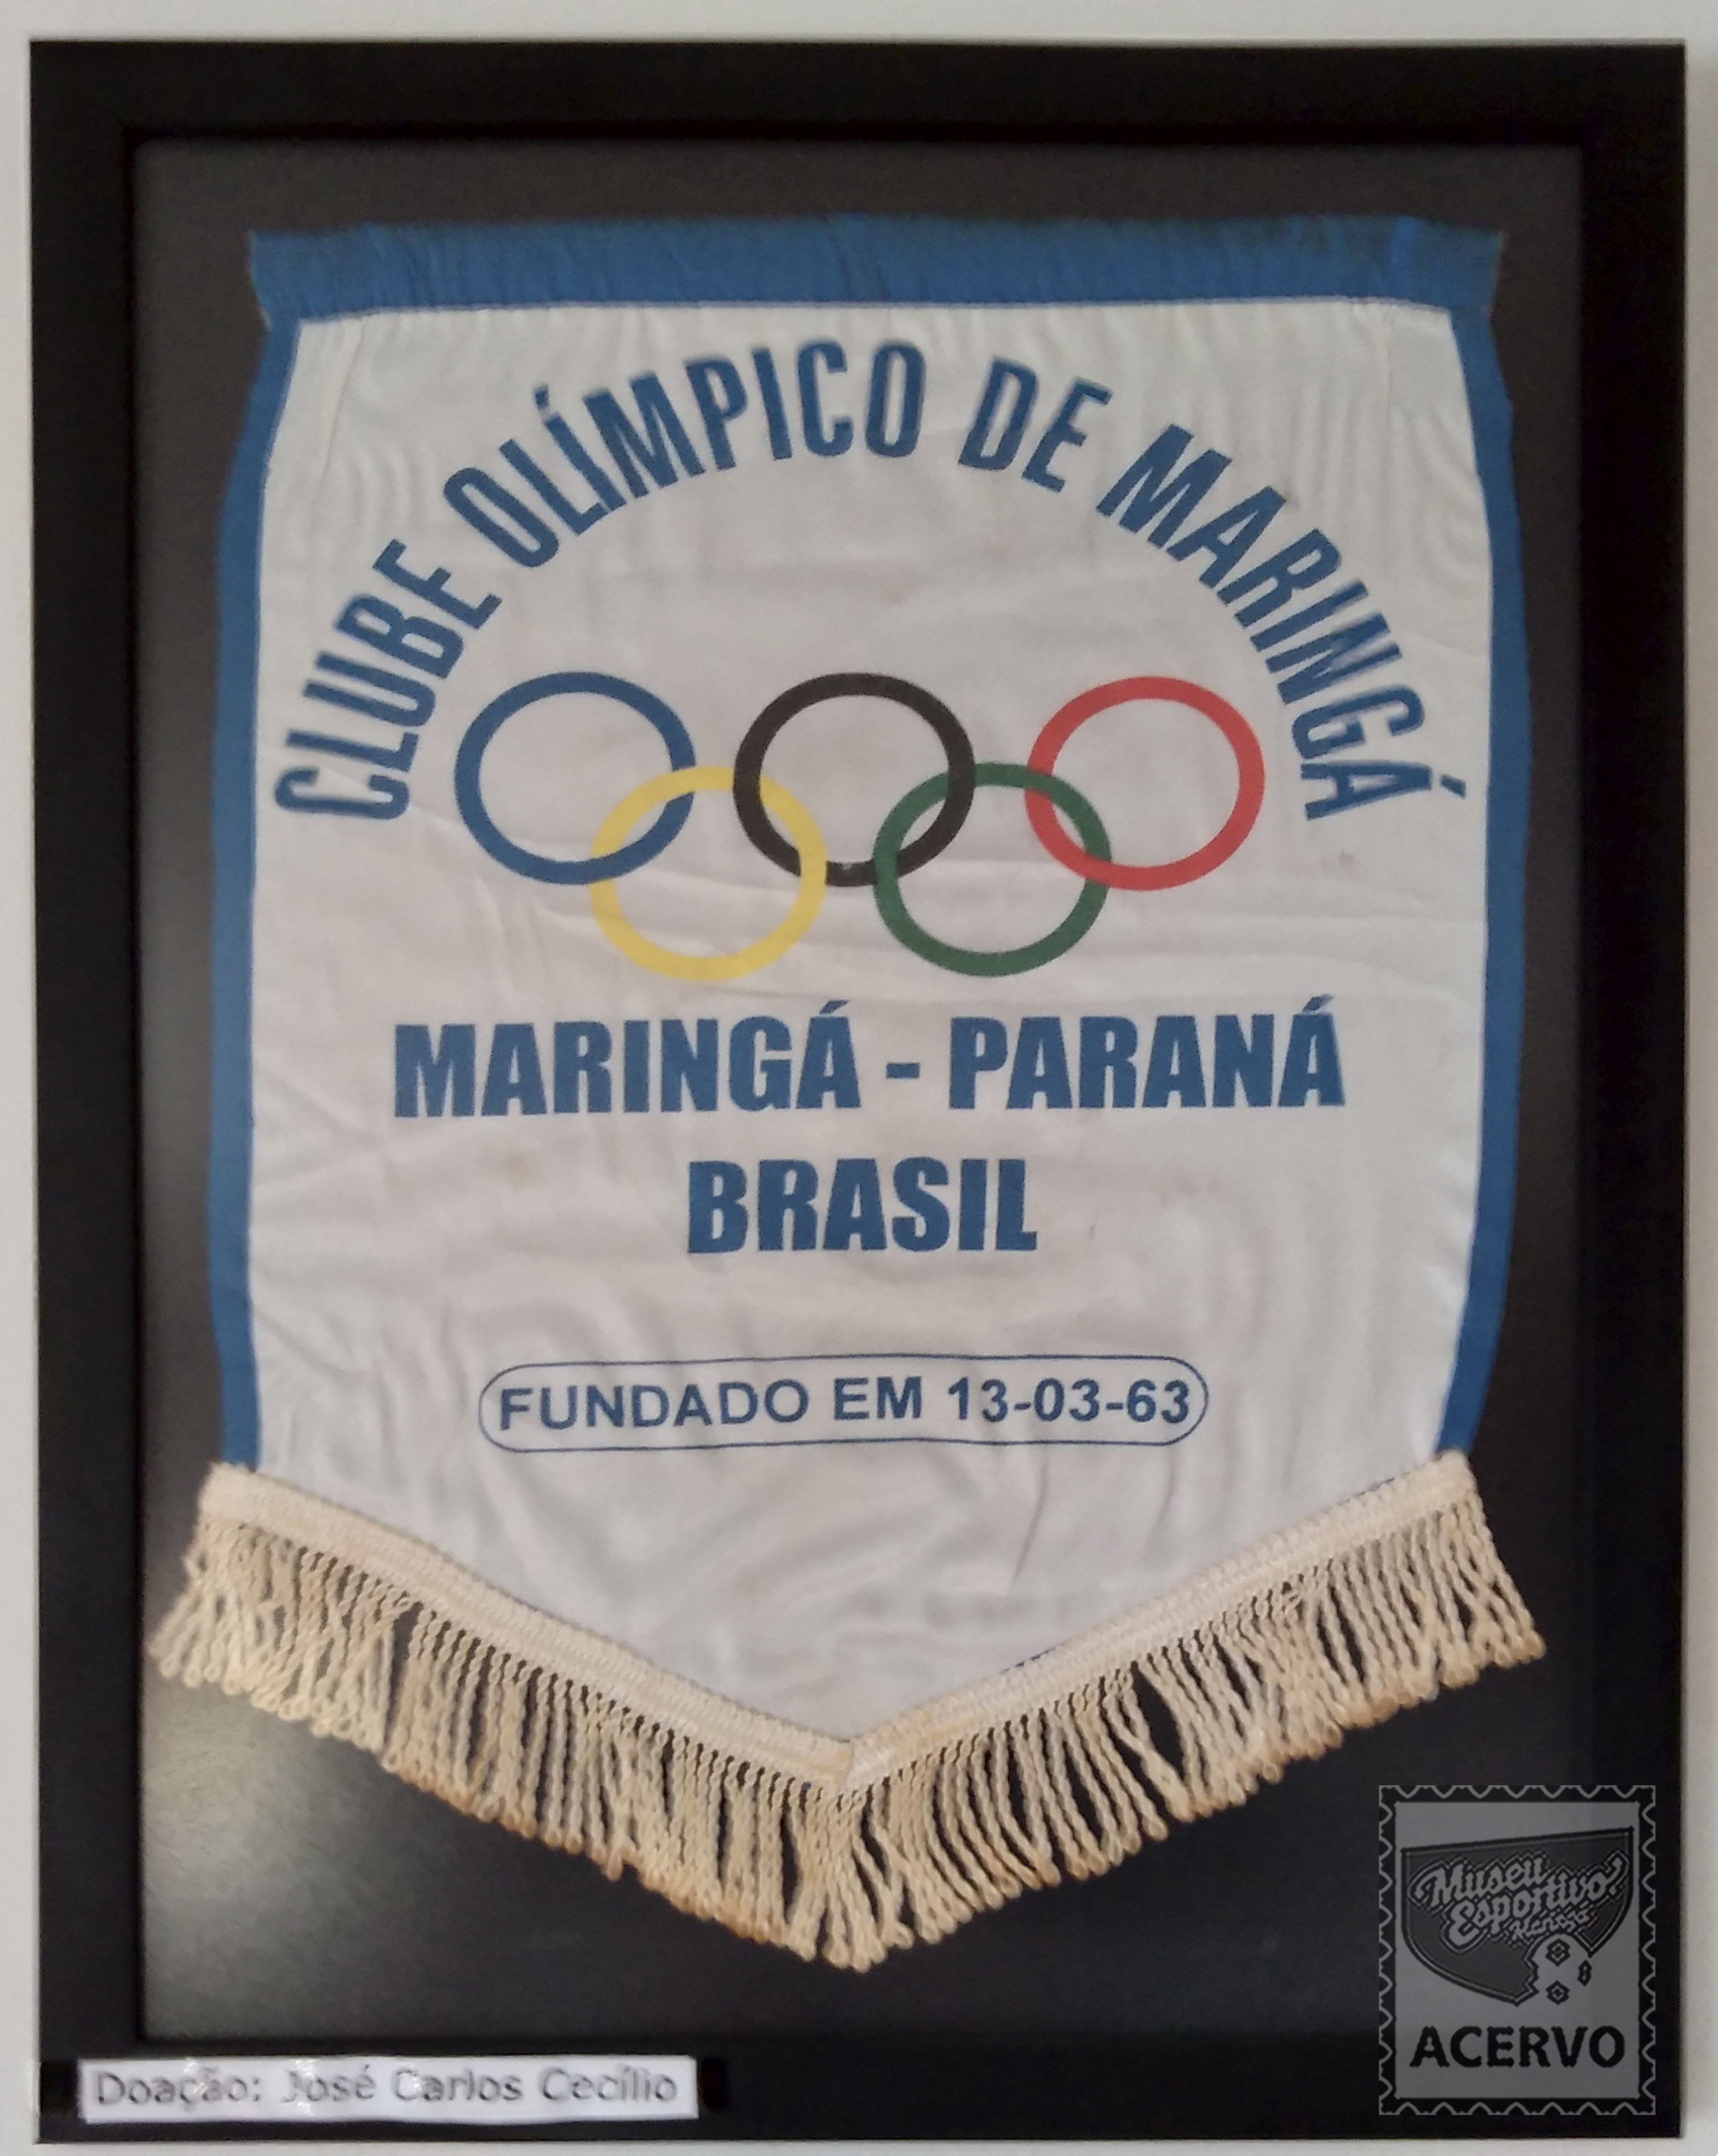 CLUBE OLÍMPICO DE MARINGÁ
MARINGÁ - PARANÁ
BRASIL
FUNDADO EM 13-03-63
Museu
Esportivo
Maringá
ACERVO
Doação: José Carlos Cecílio